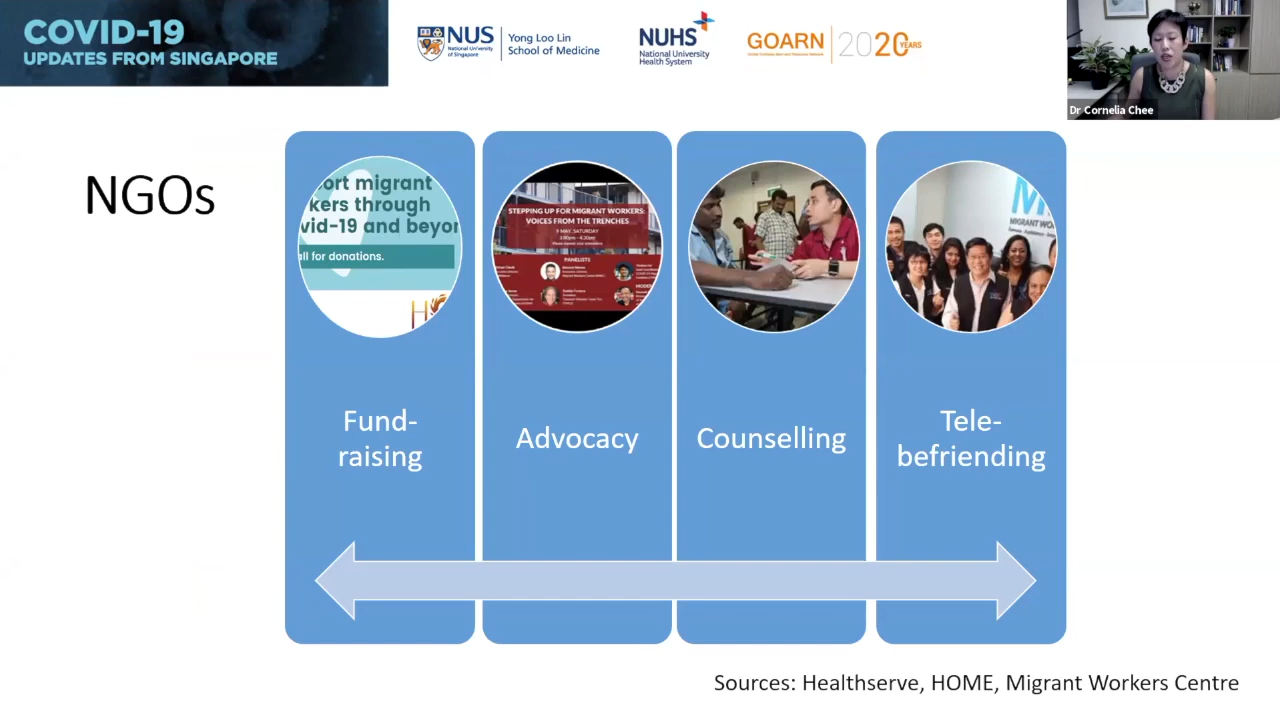 COVID-19
UPDATES FROM SINGAPORE
NUS
National University
of Singapore
Yong Loo Lin
School of Medicine
NUHS
National University
Health System
GOARN
2020 YEARS
Dr Cornelia Chee
NGOs
ort migrant
kers through
vid-19 and beyon
all for donations.
STEPPING UP FOR MIGRANT WORKERS:
VOICES FROM THE TRENCHES
9 MAY, SATURDAY
PANELISTS
MIGRANT WO
Fund-
raising
Advocacy
Counselling
Tele-
befriending
Sources: Healthserve, HOME, Migrant Workers Centre